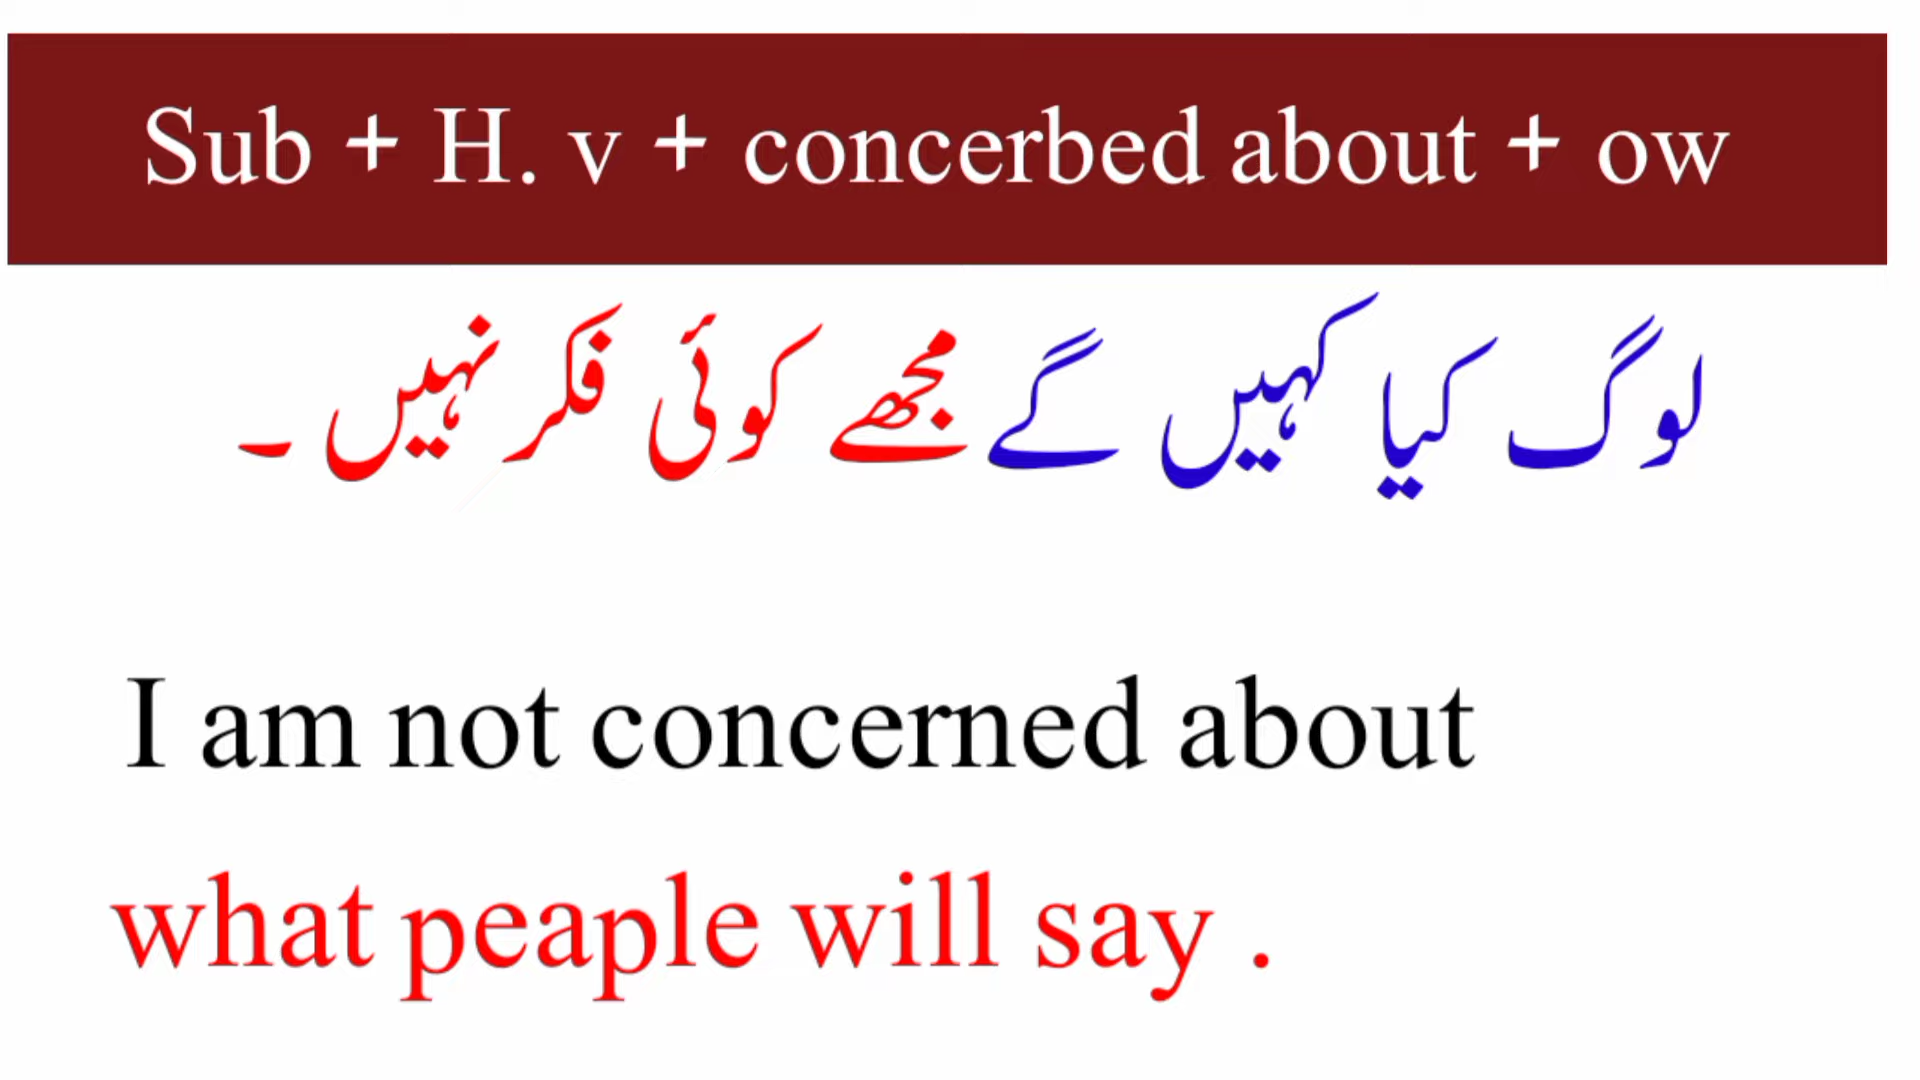 Sub + H. v + concerbed about + ow
لوگ کیا کہیں گے مجھے کوئی فکر نہیں ۔
I am not concerned about
what peaple will say .